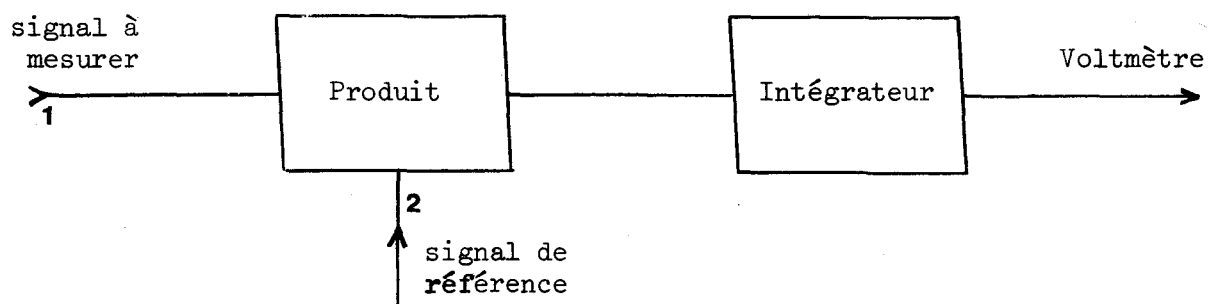 signal à
mesurer
1
Produit
Intégrateur
Voltmètre
2
signal de
référence